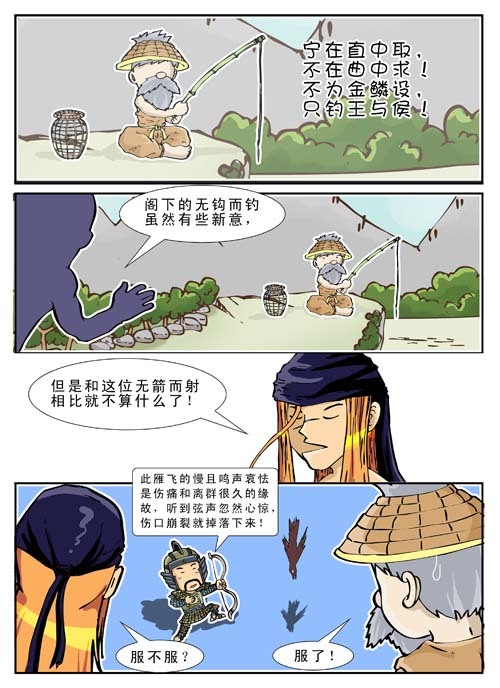 宁在直中取，
不在曲中求！
不为金鳞设，
只钓王与侯！
阁下的无钩而钓
虽然有些新意，
但是和这位无箭而射
相比就不算什么了！
此雁飞的慢且鸣声哀怯
是伤痛和离群很久的缘
故，听到弦声忽然心惊，
伤口崩裂就掉落下来！
服不服？
服了！